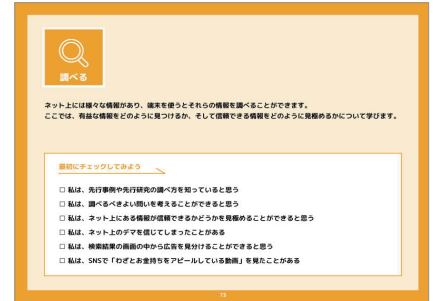 調べる
ネット上には様々な情報があり、端末を使うとそれらの情報を調べることができます。
ここでは、有益な情報をどのように見つけるか、そして信頼できる情報をどのように見極めるかについて学びます。
最初にチェックしてみよう
□ 私は、先行事例や先行研究の調べ方を知っていると思う
□ 私は、調べるべきよい問いを考えることができると思う
□ 私は、ネット上にある情報が信頼できるかどうかを見極めることができると思う
□ 私は、ネット上のデマを信じてしまったことがある
□ 私は、検索結果の画面の中から広告を見分けることができると思う
□ 私は、SNSで「わざとお金持ちをアピールしている動画」を見たことがある